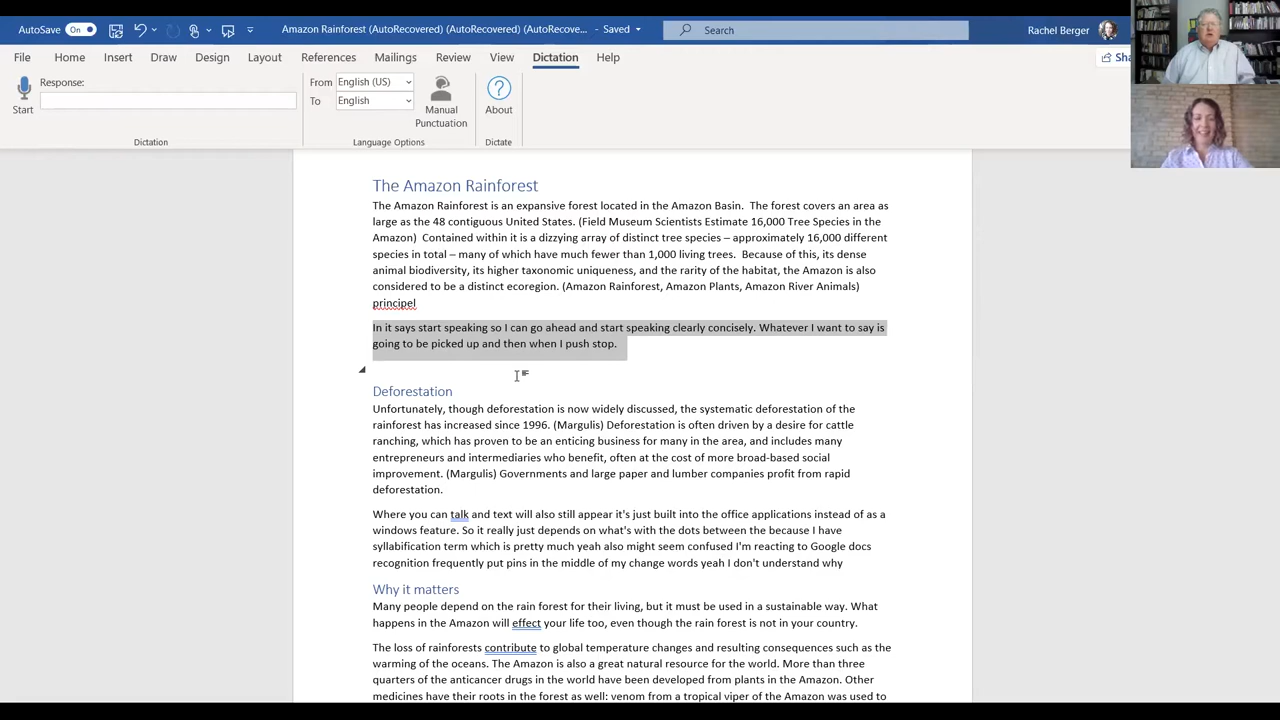 AutoSave On Amazon Rainforest (AutoRecovered) (AutoRecovered) (AutoRecove... - Saved Search Rachel Berger
File Home Insert Draw Design Layout References Mailings Review View Dictation Help Sha
Response: From English (US)
Start To English Manual Punctuation About
Dictation Language Options Dictate
The Amazon Rainforest
The Amazon Rainforest is an expansive forest located in the Amazon Basin. The forest covers an area as
large as the 48 contiguous United States. (Field Museum Scientists Estimate 16,000 Tree Species in the
Amazon) Contained within it is a dizzying array of distinct tree species – approximately 16,000 different
species in total – many of which have much fewer than 1,000 living trees. Because of this, its dense
animal biodiversity, its higher taxonomic uniqueness, and the rarity of the habitat, the Amazon is also
considered to be a distinct ecoregion. (Amazon Rainforest, Amazon Plants, Amazon River Animals)
principel
In it says start speaking so I can go ahead and start speaking clearly concisely. Whatever I want to say is
going to be picked up and then when I push stop.
Deforestation
Unfortunately, though deforestation is now widely discussed, the systematic deforestation of the
rainforest has increased since 1996. (Margulis) Deforestation is often driven by a desire for cattle
ranching, which has proven to be an enticing business for many in the area, and includes many
entrepreneurs and intermediaries who benefit, often at the cost of more broad-based social
improvement. (Margulis) Governments and large paper and lumber companies profit from rapid
deforestation.
Where you can talk and text will also still appear it's just built into the office applications instead of as a
windows feature. So it really just depends on what's with the dots between the because I have
syllabification term which is pretty much yeah also might seem confused I'm reacting to Google docs
recognition frequently put pins in the middle of my change words yeah I don't understand why
Why it matters
Many people depend on the rain forest for their living, but it must be used in a sustainable way. What
happens in the Amazon will effect your life too, even though the rain forest is not in your country.
The loss of rainforests contribute to global temperature changes and resulting consequences such as the
warming of the oceans. The Amazon is also a great natural resource for the world. More than three
quarters of the anticancer drugs in the world have been developed from plants in the Amazon. Other
medicines have their roots in the forest as well: venom from a tropical viper of the Amazon was used to